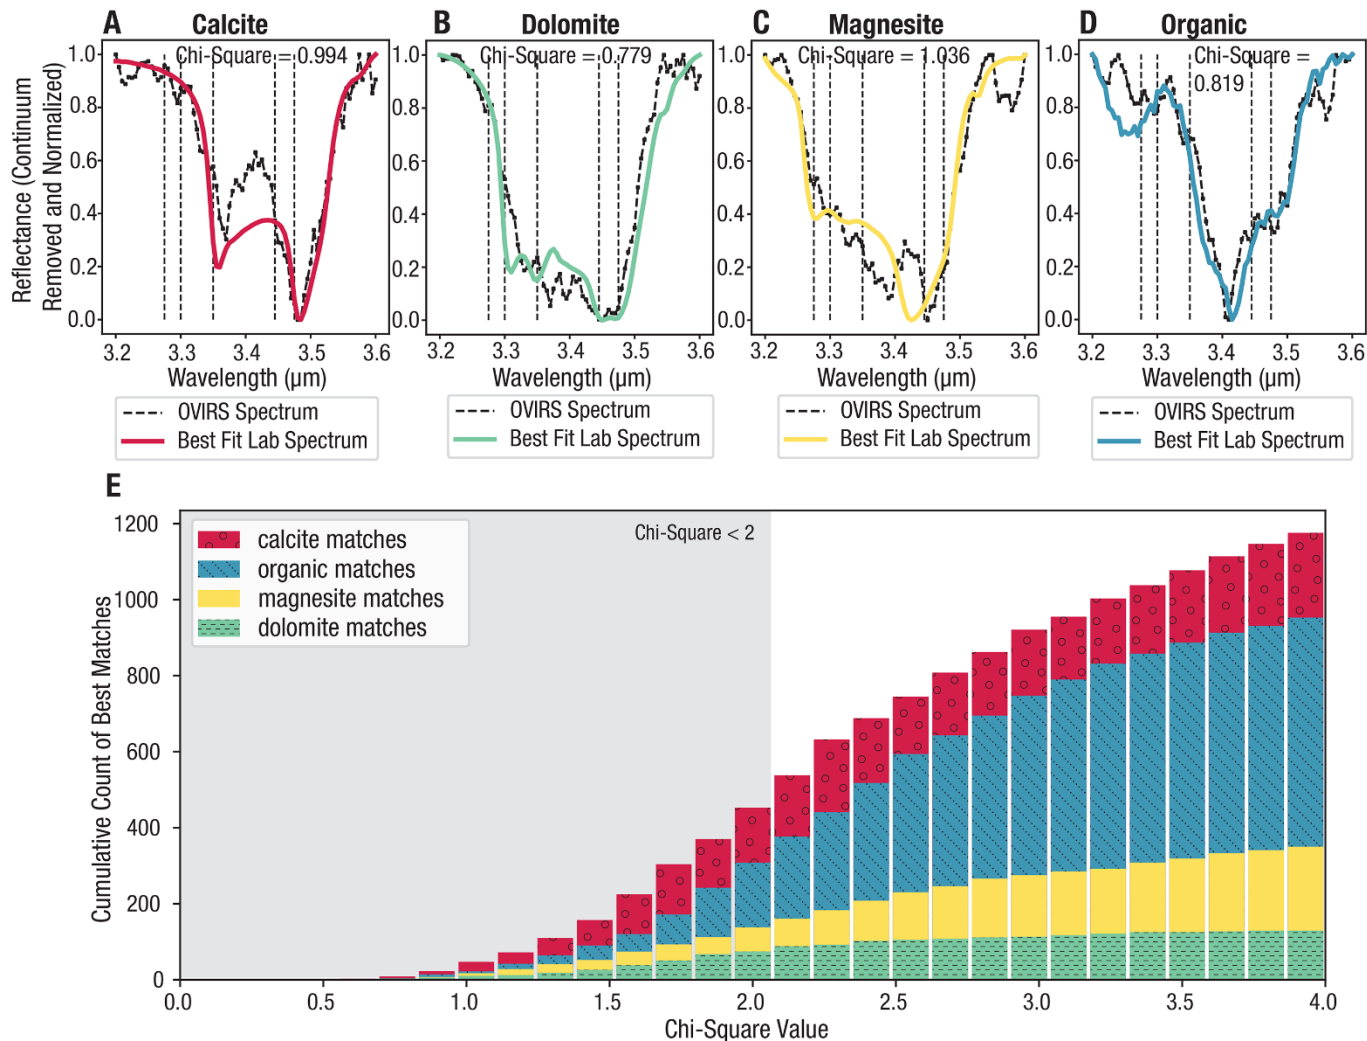 A Calcite
B Dolomite
C Magnesite
D Organic
Chi-Square = 0.994
Chi-Square = 0.779
Chi-Square = 1.036
Chi-Square =
0.819
Reflectance (Continuum
Removed and Normalized)
1.0
0.8
0.6
0.4
0.2
0.0
3.2 3.3 3.4 3.5 3.6
Wavelength (μm)
OVIRS Spectrum
Best Fit Lab Spectrum
1.0
0.8
0.6
0.4
0.2
0.0
3.2 3.3 3.4 3.5 3.6
Wavelength (μm)
OVIRS Spectrum
Best Fit Lab Spectrum
1.0
0.8
0.6
0.4
0.2
0.0
3.2 3.3 3.4 3.5 3.6
Wavelength (μm)
OVIRS Spectrum
Best Fit Lab Spectrum
1.0
0.8
0.6
0.4
0.2
0.0
3.2 3.3 3.4 3.5 3.6
Wavelength (μm)
OVIRS Spectrum
Best Fit Lab Spectrum
E
Cumulative Count of Best Matches
1200
1000
800
600
400
200
0
calcite matches
organic matches
magnesite matches
dolomite matches
Chi-Square < 2
0.0 0.5 1.0 1.5 2.0 2.5 3.0 3.5 4.0
Chi-Square Value